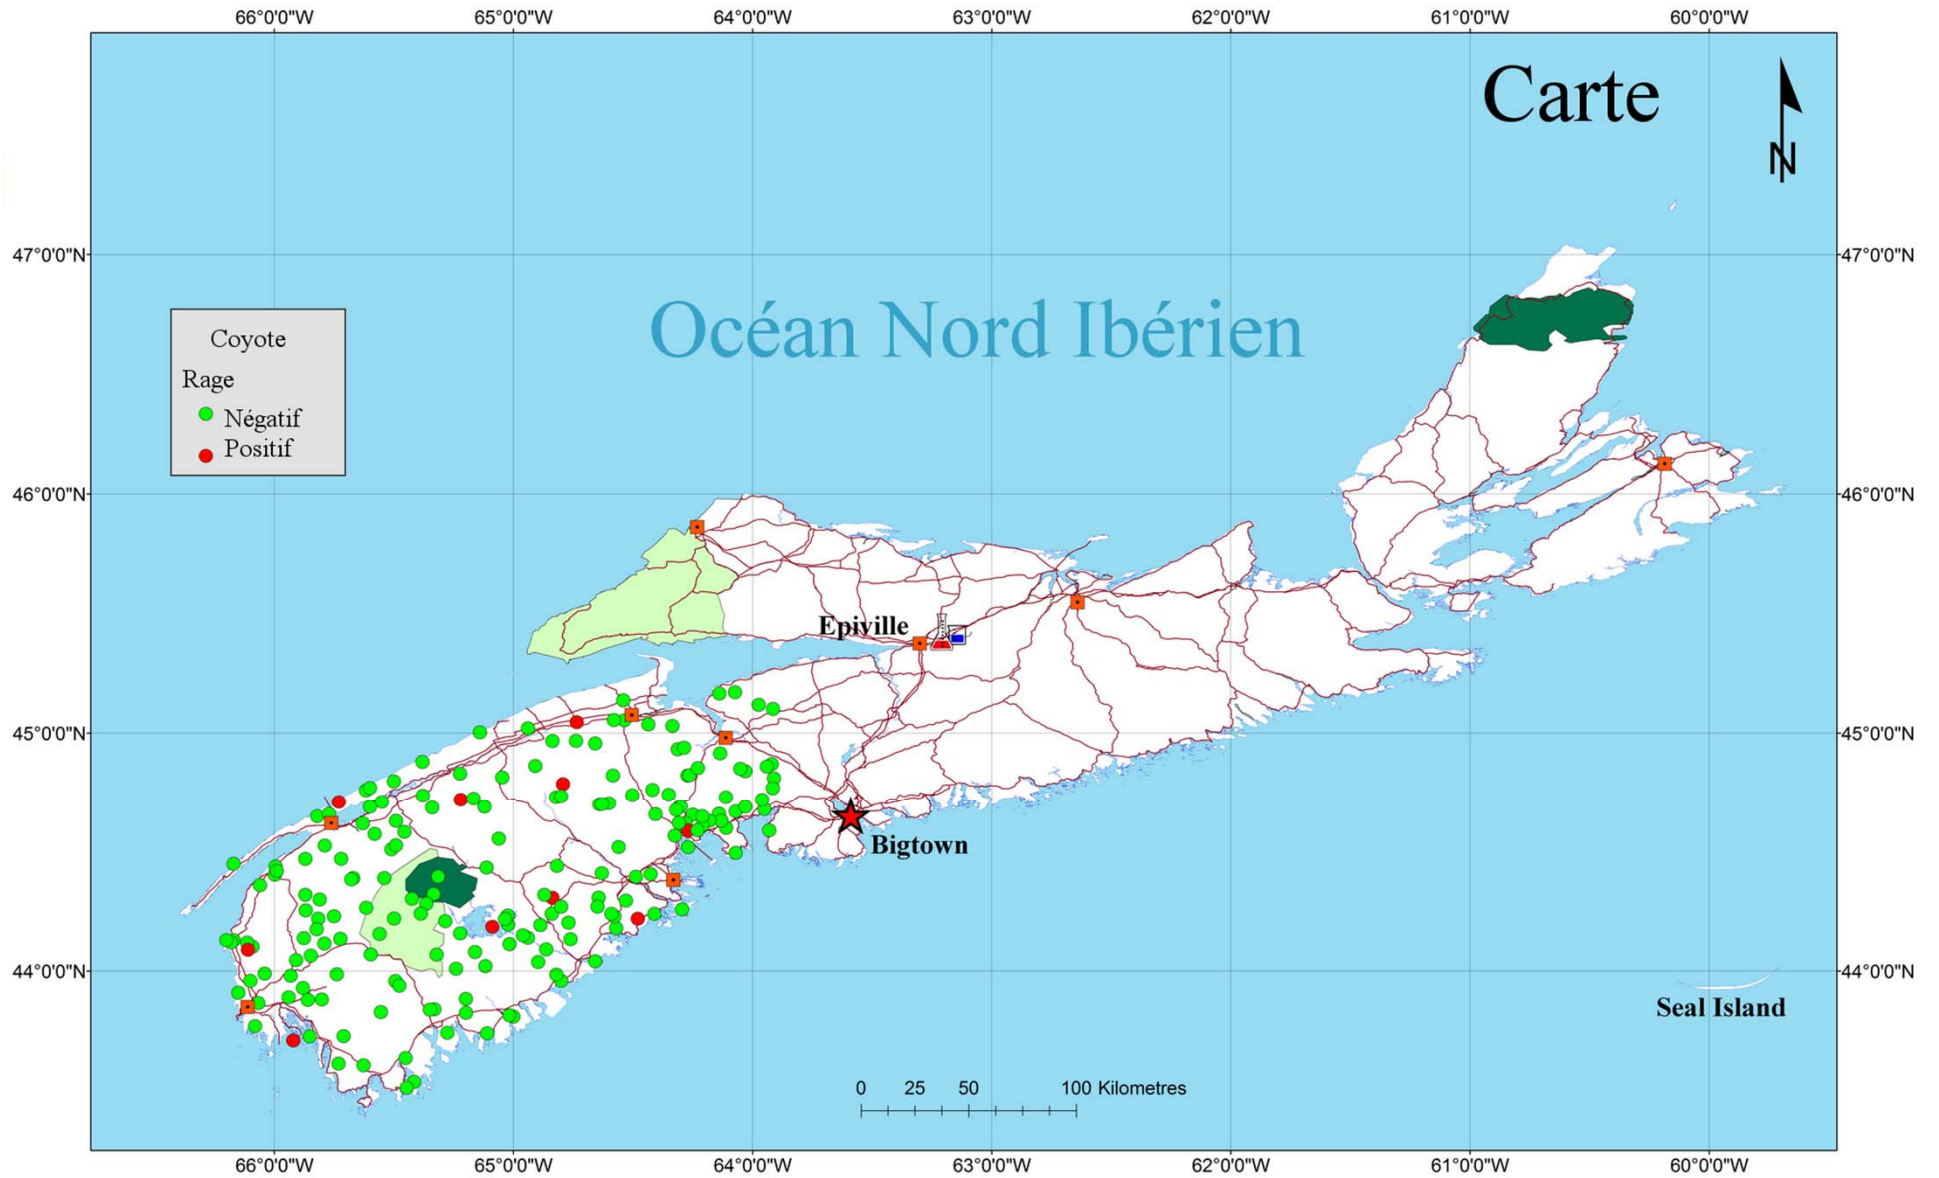 66°0'0"W 65°0'0"W 64°0'0"W 63°0'0"W 62°0'0"W 61°0'0"W 60°0'0"W
Carte
N
47°0'0"N 47°0'0"N
Océan Nord Ibérien
Coyote
Rage
Négatif
Positif
46°0'0"N 46°0'0"N
Epiville
45°0'0"N 45°0'0"N
Bigtown
44°0'0"N 44°0'0"N
Seal Island
0 25 50 100 Kilometres
66°0'0"W 65°0'0"W 64°0'0"W 63°0'0"W 62°0'0"W 61°0'0"W 60°0'0"W